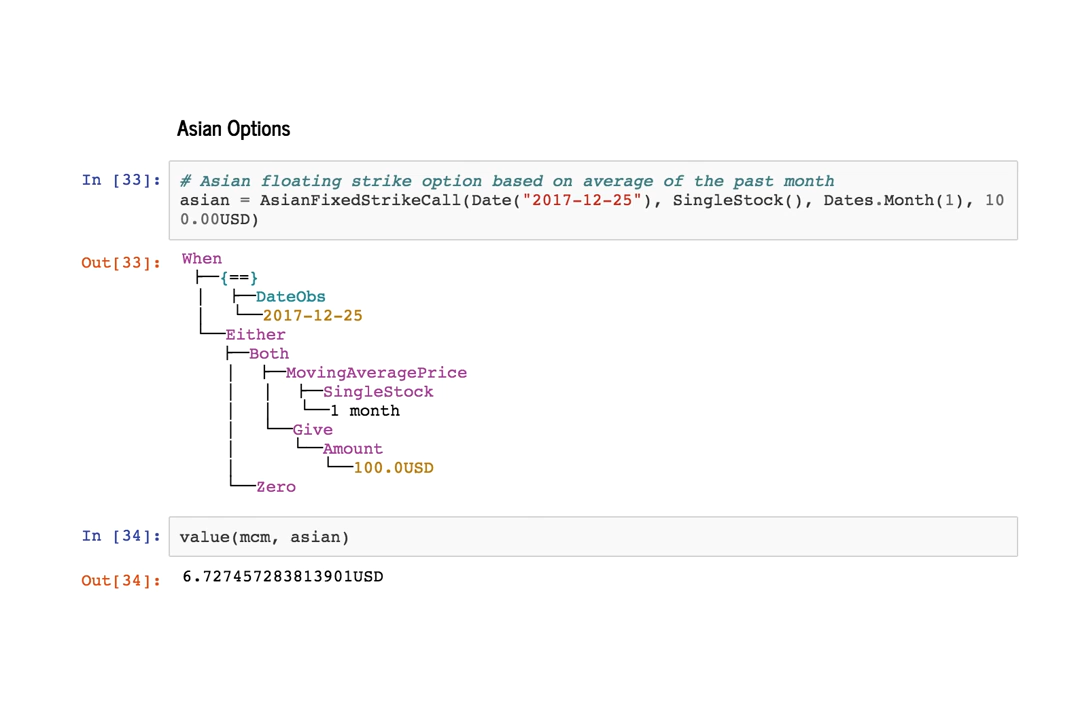 Asian Options
In [33]: # Asian floating strike option based on average of the past month
asian = AsianFixedStrikeCall(Date("2017-12-25"), SingleStock(), Dates.Month(1), 10
0.00USD)
Out[33]: When
├─{==}
│  ├─DateObs
│  └─2017-12-25
└─Either
├─Both
│  ├─MovingAveragePrice
│  │  ├─SingleStock
│  │  └─1 month
│  └─Give
│     └─Amount
│        └─100.0USD
└─Zero
In [34]: value(mcm, asian)
Out[34]: 6.727457283813901USD